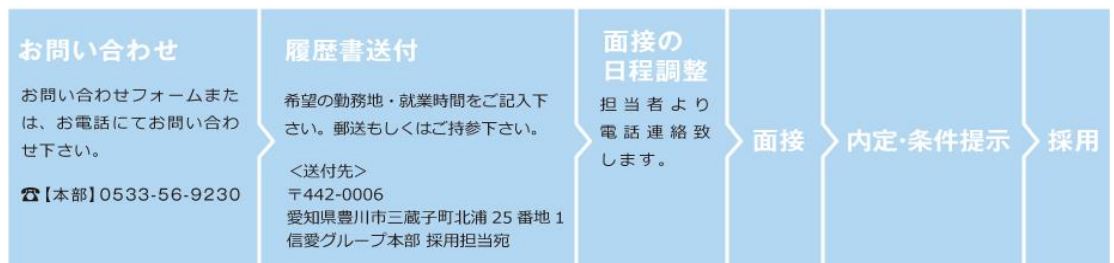 お問い合わせ
お問い合わせフォームまた
は、お電話にてお問い合わ
せ下さい。
☎【本部】0533-56-9230
履歴書送付
希望の勤務地・就業時間をご記入下
さい。郵送もしくはご持参下さい。
＜送付先＞
〒442-0006
愛知県豊川市三蔵子町北浦 25 番地 1
信愛グループ本部 採用担当宛
面接の
日程調整
担当者より
電話連絡致
します。
面接
内定・条件提示
採用